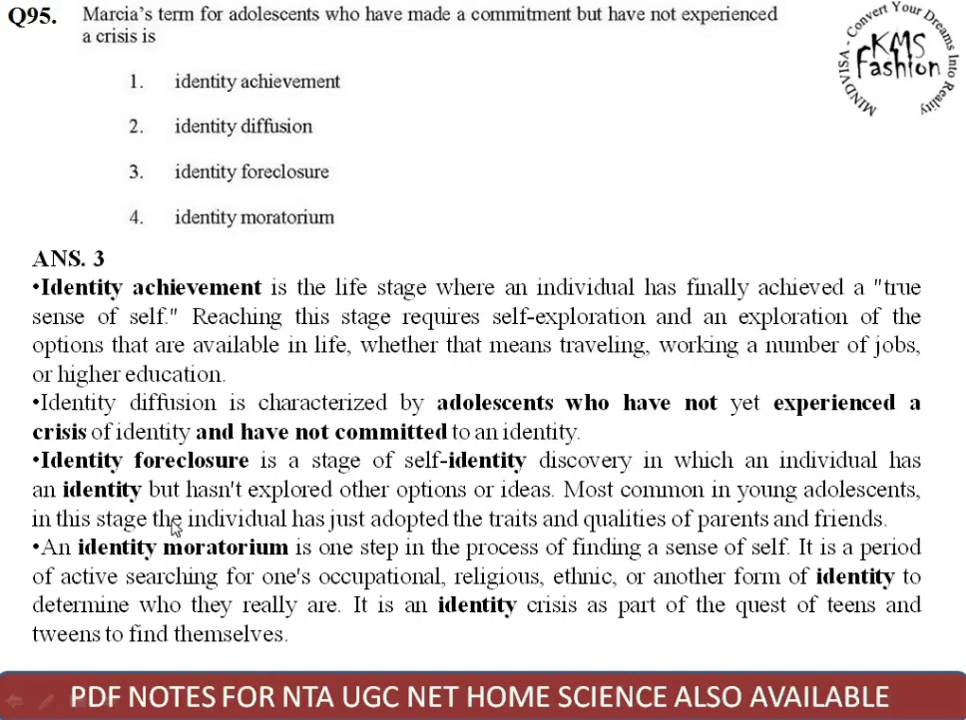 Q95. Marcia's term for adolescents who have made a commitment but have not experienced
a crisis is
1. identity achievement
2. identity diffusion
3. identity foreclosure
4. identity moratorium
MINDVISA - Convert Your Dreams Into Reality
KMS
Fashion
ANS. 3
•Identity achievement is the life stage where an individual has finally achieved a "true
sense of self." Reaching this stage requires self-exploration and an exploration of the
options that are available in life, whether that means traveling, working a number of jobs,
or higher education.
•Identity diffusion is characterized by adolescents who have not yet experienced a
crisis of identity and have not committed to an identity.
•Identity foreclosure is a stage of self-identity discovery in which an individual has
an identity but hasn't explored other options or ideas. Most common in young adolescents,
in this stage the individual has just adopted the traits and qualities of parents and friends.
•An identity moratorium is one step in the process of finding a sense of self. It is a period
of active searching for one's occupational, religious, ethnic, or another form of identity to
determine who they really are. It is an identity crisis as part of the quest of teens and
tweens to find themselves.
PDF NOTES FOR NTA UGC NET HOME SCIENCE ALSO AVAILABLE